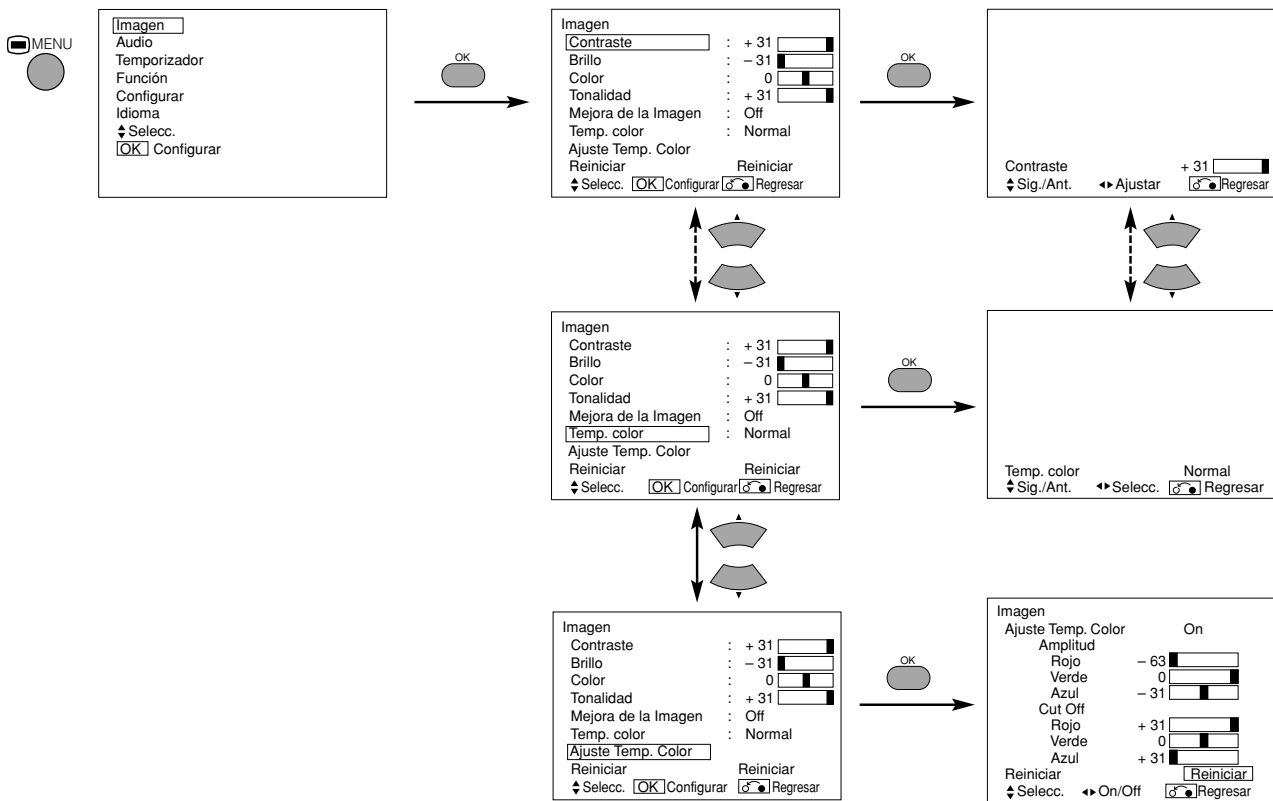 MENU
Imagen
Audio
Temporizador
Función
Configurar
Idioma
Selecc.
OK Configurar
OK
Imagen
Contraste : + 31
Brillo : – 31
Color : 0
Tonalidad : + 31
Mejora de la Imagen : Off
Temp. color : Normal
Ajuste Temp. Color
Reiniciar Reiniciar
Selecc. OK Configurar Regresar
OK
Contraste + 31
Sig./Ant. Ajustar Regresar
Imagen
Contraste : + 31
Brillo : – 31
Color : 0
Tonalidad : + 31
Mejora de la Imagen : Off
Temp. color : Normal
Ajuste Temp. Color
Reiniciar Reiniciar
Selecc. OK Configurar Regresar
OK
Temp. color Normal
Sig./Ant. Selecc. Regresar
Imagen
Contraste : + 31
Brillo : – 31
Color : 0
Tonalidad : + 31
Mejora de la Imagen : Off
Temp. color : Normal
Ajuste Temp. Color
Reiniciar Reiniciar
Selecc. OK Configurar Regresar
OK
Imagen
Ajuste Temp. Color On
Amplitud
Rojo – 63
Verde 0
Azul – 31
Cut Off
Rojo + 31
Verde 0
Azul + 31
Reiniciar Reiniciar
Selecc. On/Off Regresar